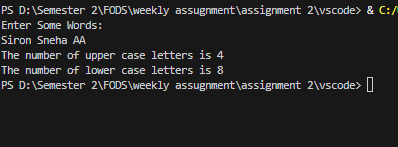 PS D:\Semester 2\FODS\weekly assugnment\assignment 2\vscode> & C:/
Enter Some Words:
Siron Sneha AA
The number of upper case letters is 4
The number of lower case letters is 8
PS D:\Semester 2\FODS\weekly assugnment\assignment 2\vscode>